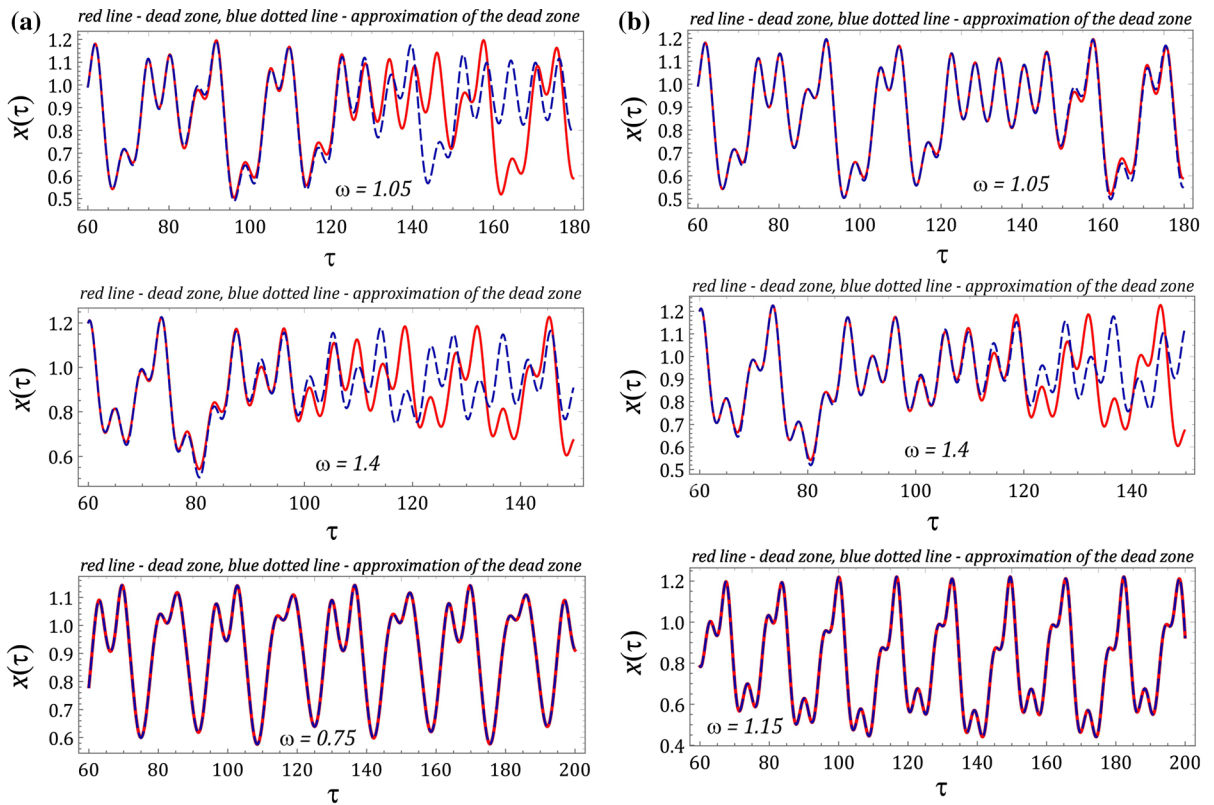 (a)
red line - dead zone, blue dotted line - approximation of the dead zone
1.2
1.1
1.0
0.9
0.8
0.7
0.6
0.5
x(τ)
ω = 1.05
60 80 100 120 140 160 180
τ
(b)
red line - dead zone, blue dotted line - approximation of the dead zone
1.2
1.1
1.0
0.9
0.8
0.7
0.6
0.5
x(τ)
ω = 1.05
60 80 100 120 140 160 180
τ
red line - dead zone, blue dotted line - approximation of the dead zone
1.2
1.0
0.8
0.6
x(τ)
ω = 1.4
60 80 100 120 140
τ
red line - dead zone, blue dotted line - approximation of the dead zone
1.2
1.1
1.0
0.9
0.8
0.7
0.6
0.5
x(τ)
ω = 1.4
60 80 100 120 140
τ
red line - dead zone, blue dotted line - approximation of the dead zone
1.1
1.0
0.9
0.8
0.7
0.6
x(τ)
ω = 0.75
60 80 100 120 140 160 180 200
τ
red line - dead zone, blue dotted line - approximation of the dead zone
1.2
1.0
0.8
0.6
0.4
x(τ)
ω = 1.15
60 80 100 120 140 160 180 200
τ